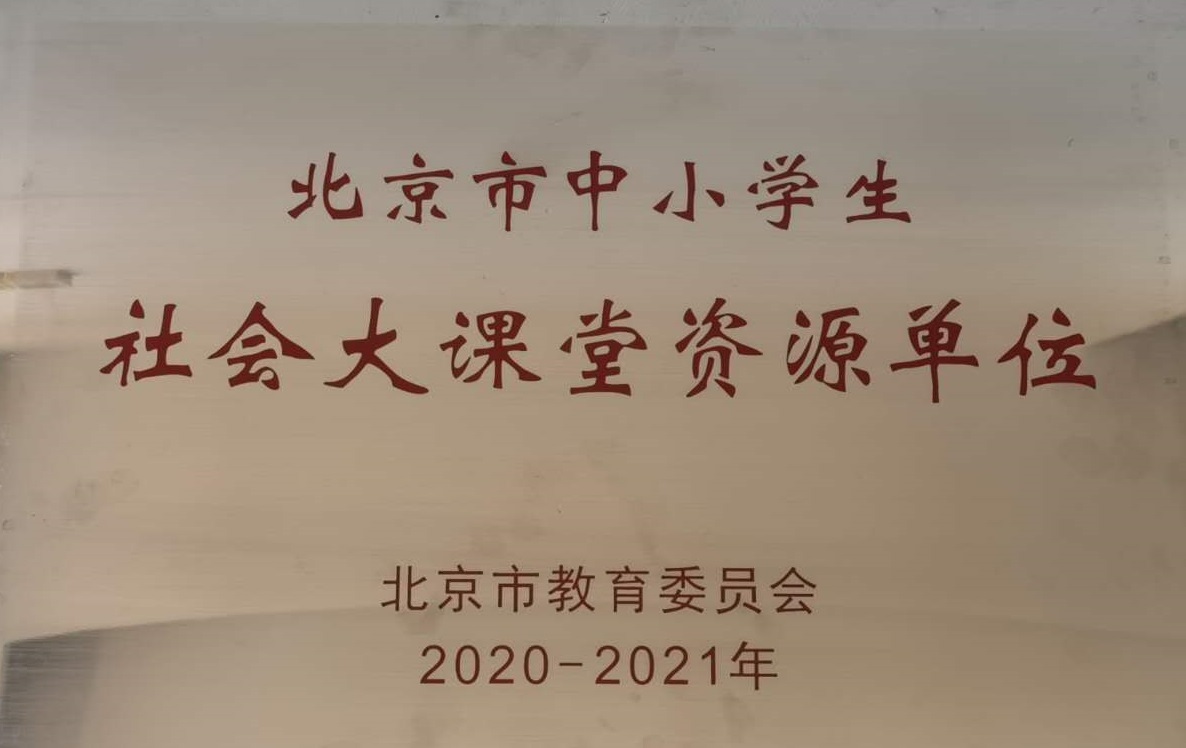 北京市中小学生
社会大课堂资源单位
北京市教育委员会
2020-2021年